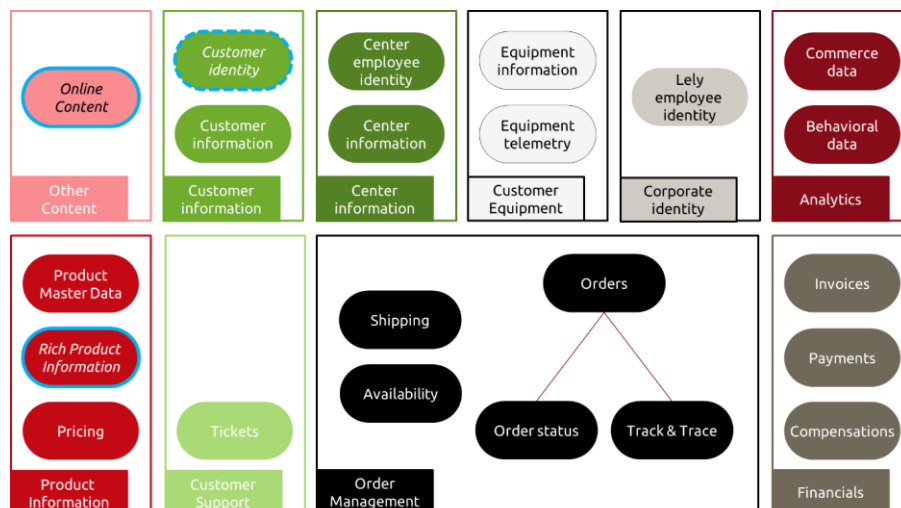 Online
Content
Other
Content
Customer
identity
Customer
information
Customer
information
Center
employee
identity
Center
information
Center
information
Equipment
information
Equipment
telemetry
Customer
Equipment
Lely
employee
identity
Corporate
identity
Commerce
data
Behavioral
data
Analytics
Product
Master Data
Rich Product
Information
Pricing
Product
Information
Tickets
Customer
Support
Shipping
Availability
Orders
Order status
Track & Trace
Order
Management
Invoices
Payments
Compensations
Financials